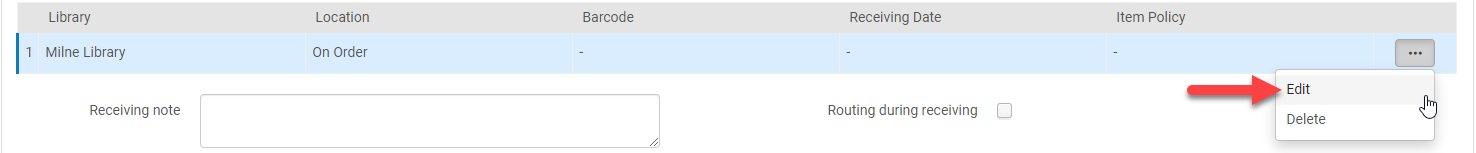 Library Location Barcode Receiving Date Item Policy
1 Milne Library On Order - - - ...
Edit
Receiving note Routing during receiving
Delete